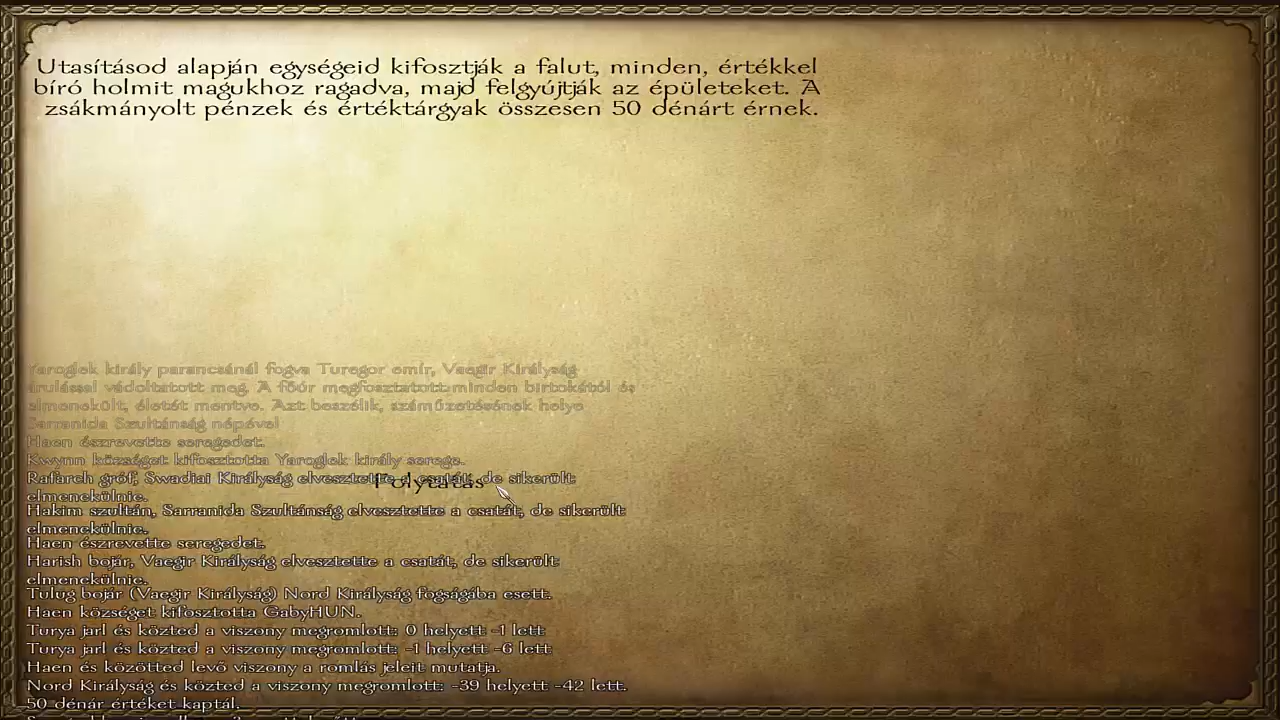 Utasításod alapján egységeid kifosztják a falut, minden, értékkel
bíró holmit magukhoz ragadva, majd felgyújtják az épületeket. A
zsákmányolt pénzek és értéktárgyak összesen 50 dénárt érnek.
Yaroglek király parancsánál fogva Turegor emír, Vaegir Királyság
árulással vádoltatott meg. A főúr megfosztatott minden birtokától és
elmenekült, életét mentve. Azt beszélik, száműzetésének helye
Sarranida Szultánság népével
Haen észrevette seregedet.
Kwynn községet kifosztotta Yaroglek király serege.
Rafarch gróf, Swadiai Királyság elvesztette a csatát, de sikerült
Folytatás
elmenekülnie.
Hakim szultán, Sarranida Szultánság elvesztette a csatát, de sikerült
elmenekülnie.
Haen észrevette seregedet.
Harish bojár, Vaegir Királyság elvesztette a csatát, de sikerült
elmenekülnie.
Tulug bojár (Vaegir Királyság) Nord Királyság fogságába esett.
Haen községet kifosztotta GabyHUN.
Turya jarl és közted a viszony megromlott: 0 helyett -1 lett
Turya jarl és közted a viszony megromlott: -1 helyett -6 lett
Haen és közötted levő viszony a romlás jeleit mutatja.
Nord Királyság és közted a viszony megromlott: -39 helyett -42 lett.
50 dénár értéket kaptál.